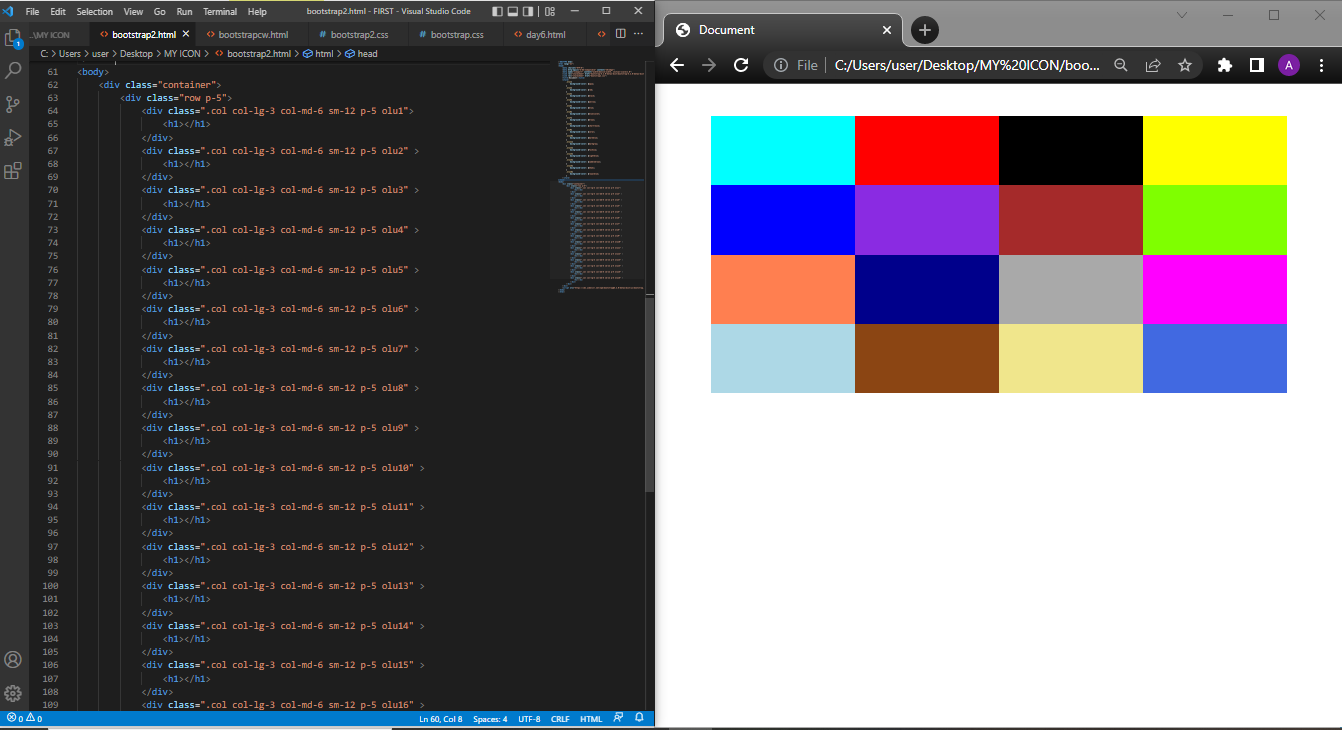 File Edit Selection View Go Run Terminal Help bootstrap2.html - FIRST - Visual Studio Code
..\MY ICON bootstrap2.html bootstrapcw.html bootstrap2.css bootstrap.css day6.html
C: > Users > user > Desktop > MY ICON > bootstrap2.html > html > head
1
61 <body>
62 <div class="container">
63 <div class="row p-5">
64 <div class=".col col-lg-3 col-md-6 sm-12 p-5 olu1">
65 <h1></h1>
66 </div>
67 <div class=".col col-lg-3 col-md-6 sm-12 p-5 olu2" >
68 <h1></h1>
69 </div>
70 <div class=".col col-lg-3 col-md-6 sm-12 p-5 olu3" >
71 <h1></h1>
72 </div>
73 <div class=".col col-lg-3 col-md-6 sm-12 p-5 olu4" >
74 <h1></h1>
75 </div>
76 <div class=".col col-lg-3 col-md-6 sm-12 p-5 olu5" >
77 <h1></h1>
78 </div>
79 <div class=".col col-lg-3 col-md-6 sm-12 p-5 olu6" >
80 <h1></h1>
81 </div>
82 <div class=".col col-lg-3 col-md-6 sm-12 p-5 olu7" >
83 <h1></h1>
84 </div>
85 <div class=".col col-lg-3 col-md-6 sm-12 p-5 olu8" >
86 <h1></h1>
87 </div>
88 <div class=".col col-lg-3 col-md-6 sm-12 p-5 olu9" >
89 <h1></h1>
90 </div>
91 <div class=".col col-lg-3 col-md-6 sm-12 p-5 olu10" >
92 <h1></h1>
93 </div>
94 <div class=".col col-lg-3 col-md-6 sm-12 p-5 olu11" >
95 <h1></h1>
96 </div>
97 <div class=".col col-lg-3 col-md-6 sm-12 p-5 olu12" >
98 <h1></h1>
99 </div>
100 <div class=".col col-lg-3 col-md-6 sm-12 p-5 olu13" >
101 <h1></h1>
102 </div>
103 <div class=".col col-lg-3 col-md-6 sm-12 p-5 olu14" >
104 <h1></h1>
105 </div>
106 <div class=".col col-lg-3 col-md-6 sm-12 p-5 olu15" >
107 <h1></h1>
108 </div>
109 <div class=".col col-lg-3 col-md-6 sm-12 p-5 olu16" >
0 0 Ln 60, Col 8 Spaces: 4 UTF-8 CRLF HTML
Document
File C:/Users/user/Desktop/MY%20ICON/boo... A